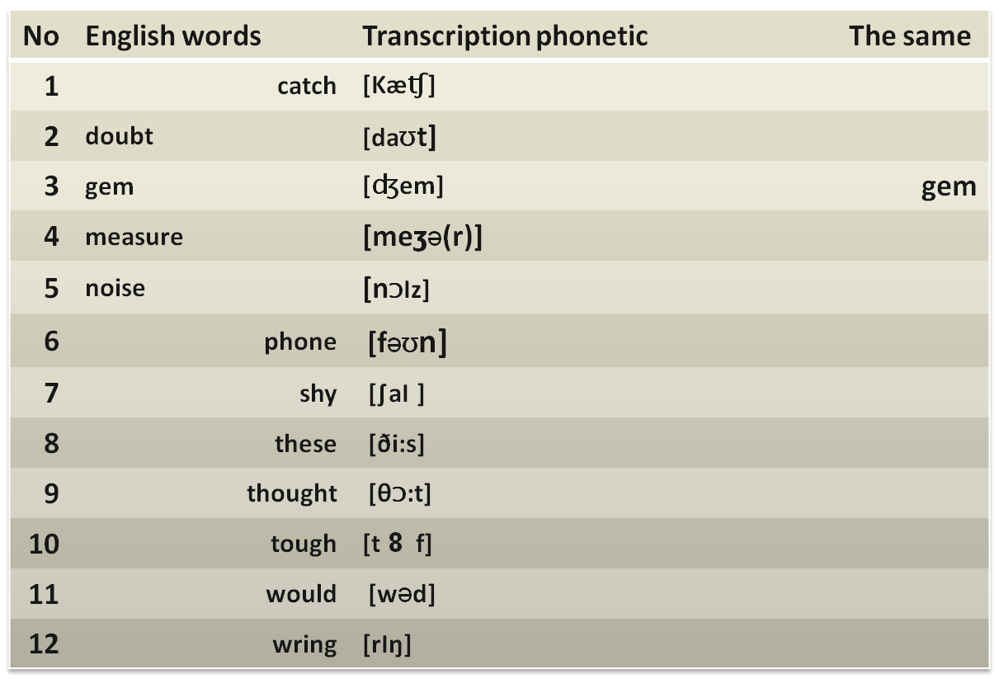 No English words Transcription phonetic The same
1 catch [Kæʧ]
2 doubt [daʊt]
3 gem [ʤem] gem
4 measure [meʒə(r)]
5 noise [nɔIz]
6 phone [fəʊn]
7 shy [ʃaI ]
8 these [ði:s]
9 thought [θɔ:t]
10 tough [t 8 f]
11 would [wəd]
12 wring [rIŋ]